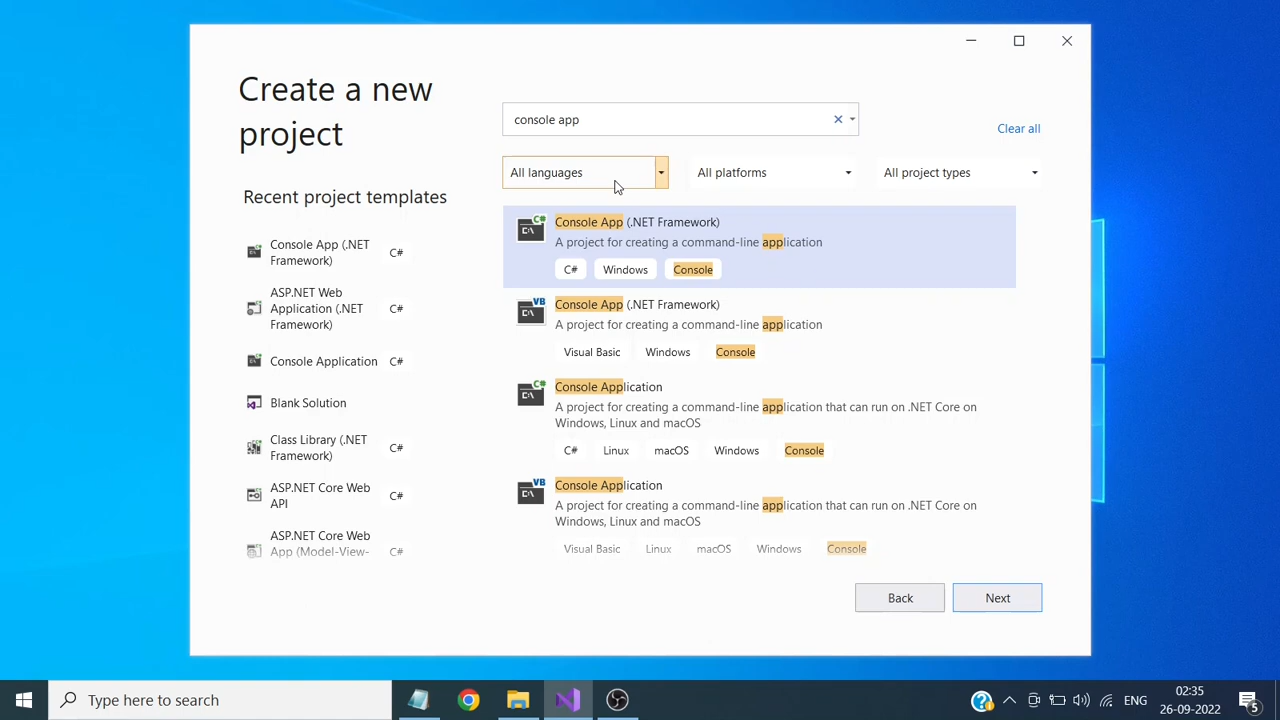 Create a new
project
console app
Clear all
All languages
All platforms
All project types
Recent project templates
Console App (.NET
Framework)
C#
ASP.NET Web
Application (.NET
Framework)
C#
Console Application
C#
Blank Solution
Class Library (.NET
Framework)
C#
ASP.NET Core Web
API
C#
ASP.NET Core Web
App (Model-View-
C#
C#
C:\
Console App (.NET Framework)
A project for creating a command-line application
C#
Windows
Console
VB
C:\
Console App (.NET Framework)
A project for creating a command-line application
Visual Basic
Windows
Console
C#
C:\
Console Application
A project for creating a command-line application that can run on .NET Core on
Windows, Linux and macOS
C#
Linux
macOS
Windows
Console
VB
C:\
Console Application
A project for creating a command-line application that can run on .NET Core on
Windows, Linux and macOS
Visual Basic
Linux
macOS
Windows
Console
Back
Next
Type here to search
ENG
02:35
26-09-2022
5